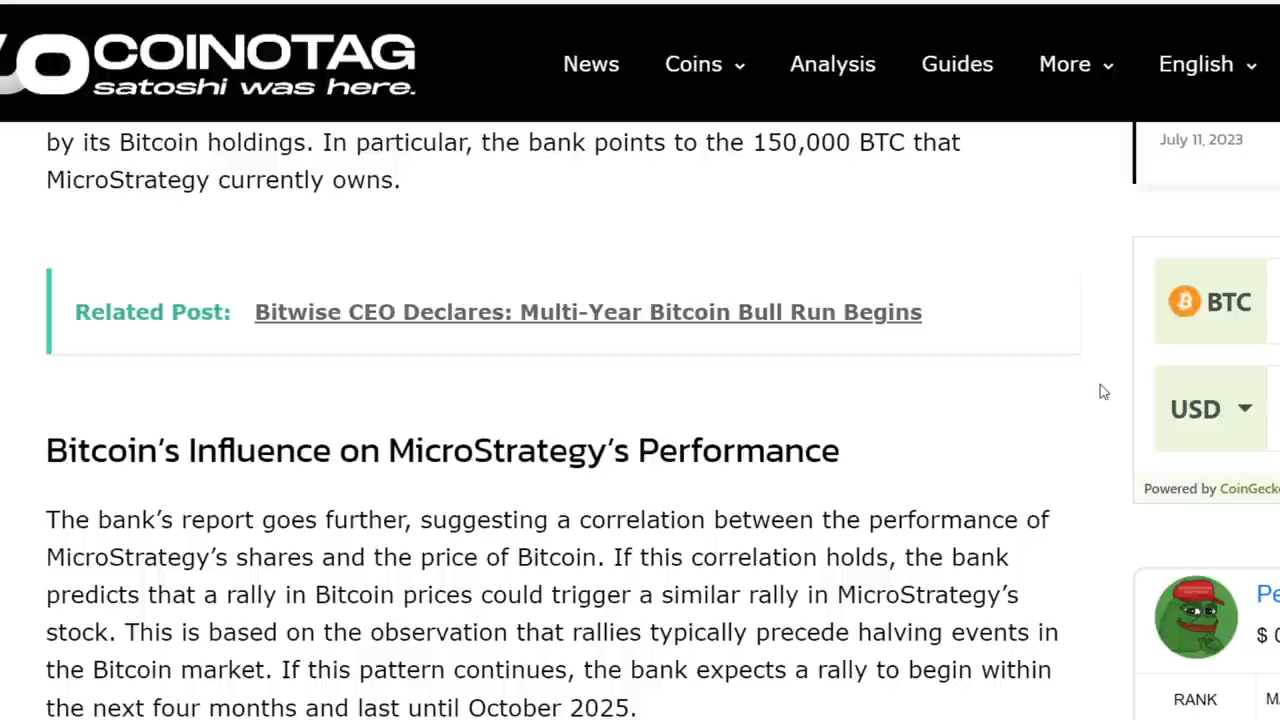 COINOTAG
satoshi was here.
News Coins Analysis Guides More English
by its Bitcoin holdings. In particular, the bank points to the 150,000 BTC that
MicroStrategy currently owns.
July 11, 2023
Related Post: Bitwise CEO Declares: Multi-Year Bitcoin Bull Run Begins
BTC
USD
Powered by CoinGecko
Bitcoin’s Influence on MicroStrategy’s Performance
The bank’s report goes further, suggesting a correlation between the performance of
MicroStrategy’s shares and the price of Bitcoin. If this correlation holds, the bank
predicts that a rally in Bitcoin prices could trigger a similar rally in MicroStrategy’s
stock. This is based on the observation that rallies typically precede halving events in
the Bitcoin market. If this pattern continues, the bank expects a rally to begin within
the next four months and last until October 2025.
Pe
$ 0
RANK